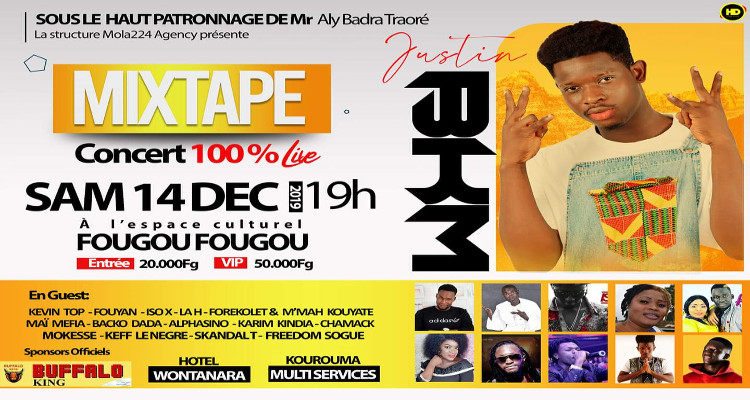 HD
SOUS LE HAUT PATRONNAGE DE Mr Aly Badra Traoré
La structure Mola224 Agency présente
Justin
BKM
MIXTAPE
Concert 100 % Live
SAM 14 DEC 2019 19h
À l'espace culturel
FOUGOU FOUGOU
Entrée 20.000Fg VIP 50.000Fg
En Guest:
KEVIN TOP - FOUYAN - ISO X - LA H - FOREKOLET & M'MAH KOUYATE
MAÏ MEFIA - BACKO DADA - ALPHASINO - KARIM KINDIA - CHAMACK
MOKESSE - KEFF LE NEGRE - SKANDALT - FREEDOM SOGUE
Sponsors Officiels
BUFFALO
KING
HOTEL
WONTANARA
KOUROUMA
MULTI SERVICES